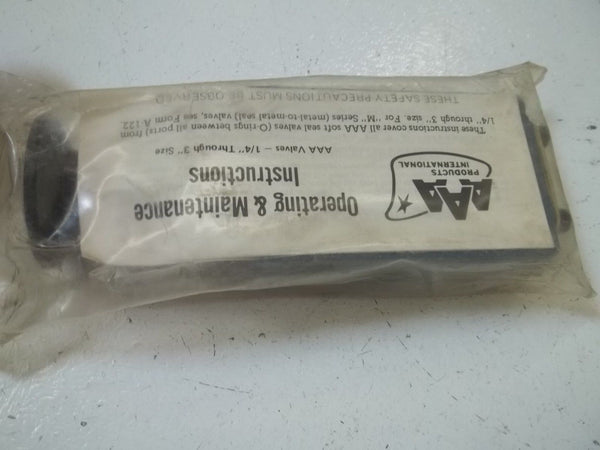 AAA
PRODUCTS
INTERNATIONAL
Operating & Maintenance
Instructions
AAA Valves – 1/4" Through 3" Size
These instructions cover all AAA soft seal valves (O rings between all ports) from
1/4" through 3" size. For "M" Series (metal-to-metal seal) valves, see Form A-122.
THESE SAFETY PRECAUTIONS MUST BE OBSERVED